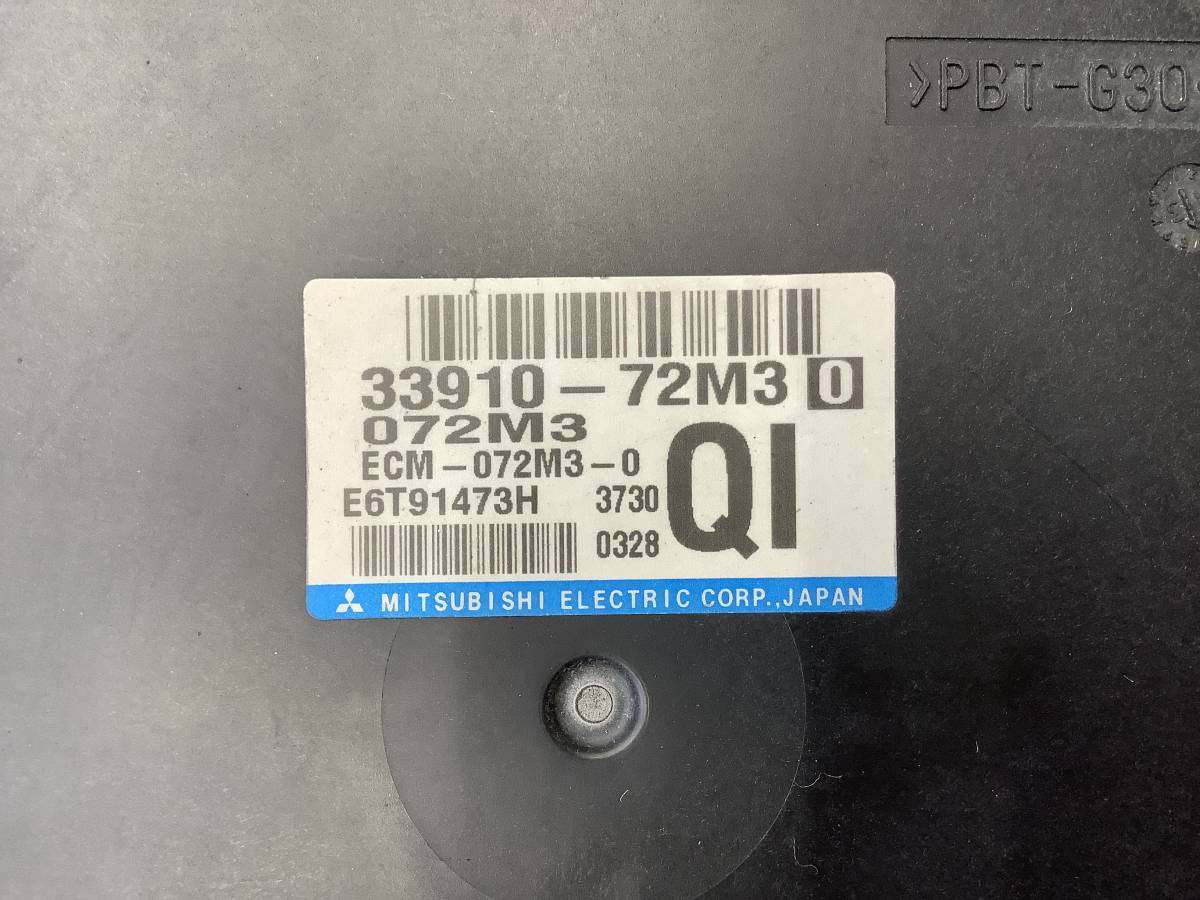 >PBT-G30
33910-72M3 0
072M3
ECM-072M3-0
QI
E6T91473H 3730
0328
MITSUBISHI ELECTRIC CORP.,JAPAN